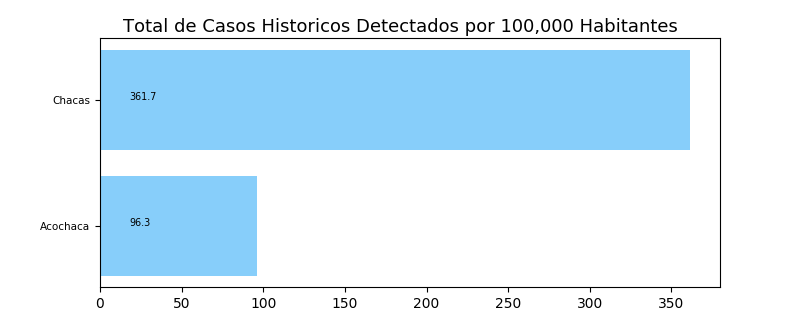 Total de Casos Historicos Detectados por 100,000 Habitantes
Chacas
361.7
Acochaca
96.3
0 50 100 150 200 250 300 350